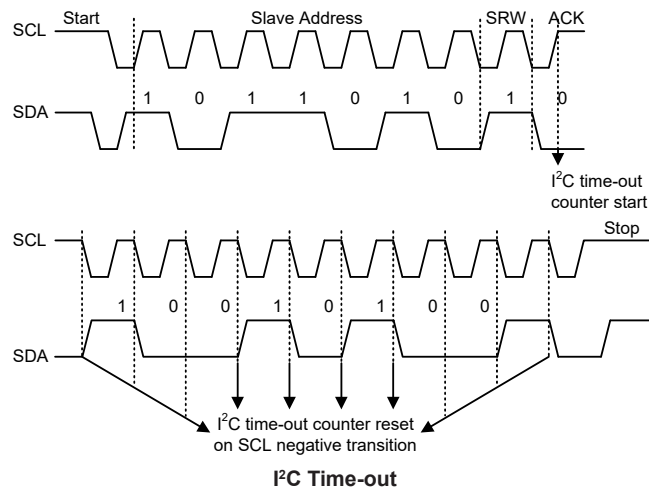 Start Slave Address SRW ACK
SCL
1 0 1 1 0 1 0 1 0
SDA
I²C time-out
counter start
Stop
SCL
1 0 0 1 0 1 0 0
SDA
I²C time-out counter reset
on SCL negative transition
I²C Time-out